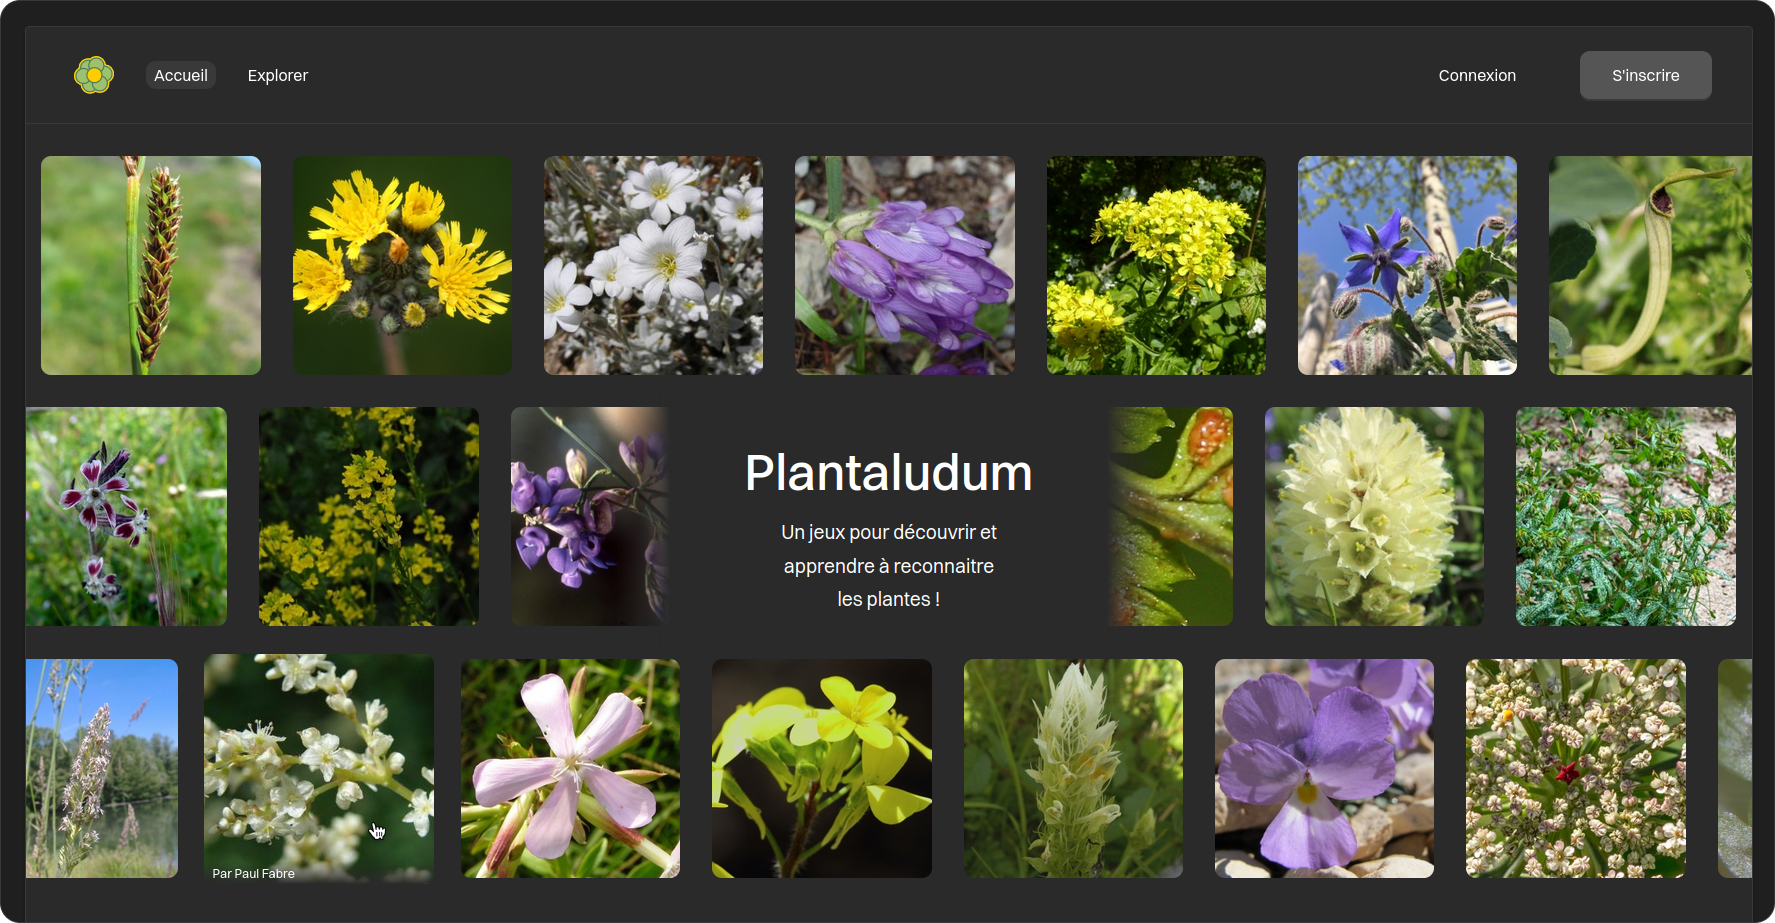 Accueil
Explorer
Connexion
S'inscrire
Plantaludum
Un jeux pour découvrir et
apprendre à reconnaitre
les plantes !
Par Paul Fabre